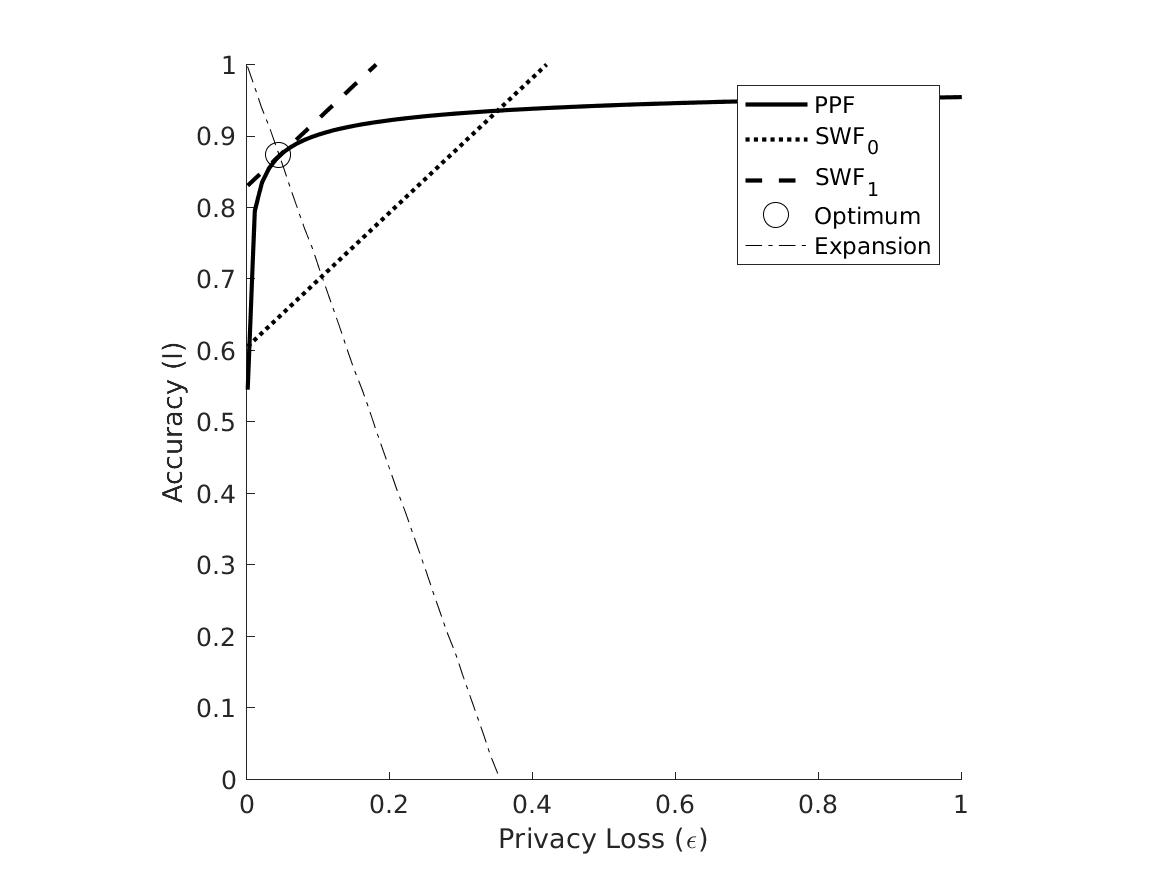 1
0.9
0.8
0.7
0.6
0.5
0.4
0.3
0.2
0.1
0
Accuracy (I)
0 0.2 0.4 0.6 0.8 1
Privacy Loss (ϵ)
PPF
SWF0
SWF1
Optimum
Expansion